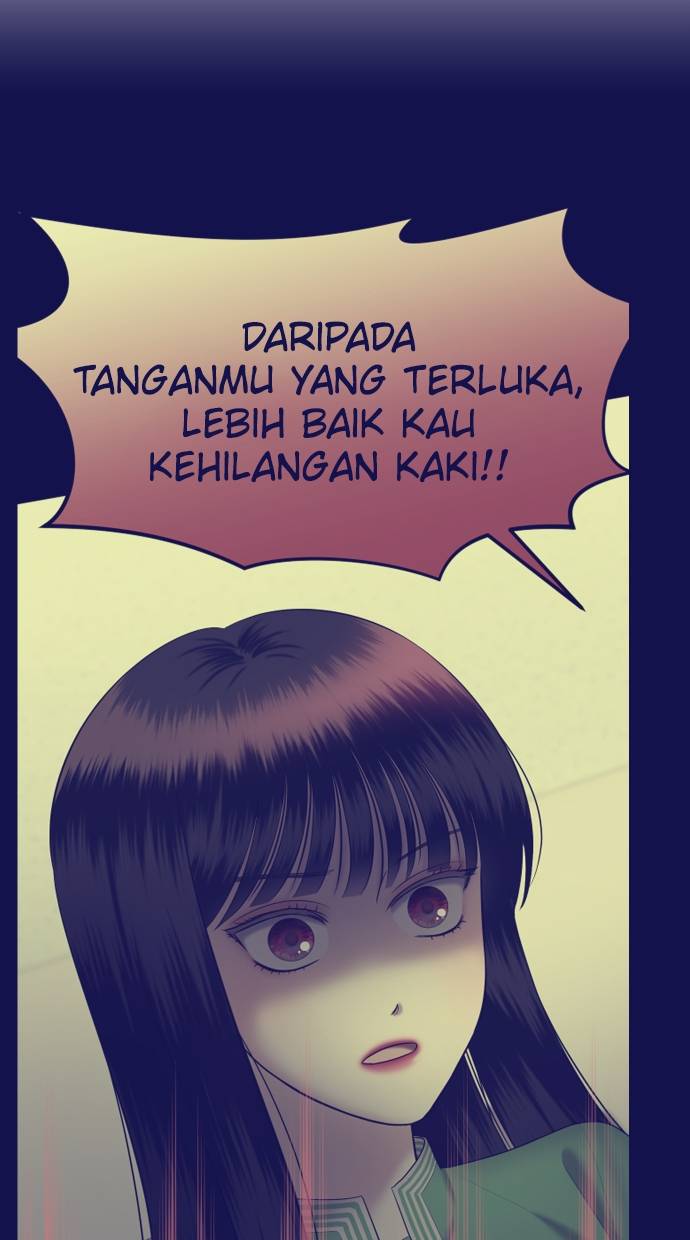 DARIPADA
TANGANMU YANG TERLUKA,
LEBIH BAIK KAU
KEHILANGAN KAKI!!